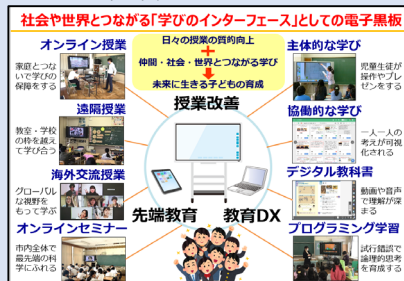 社会や世界とつながる「学びのインターフェース」としての電子黒板
オンライン授業
家庭とつな
いで学びの
保障をする
遠隔授業
教室・学校
の枠を越え
て学び合う
海外交流授業
グローバル
な視野を
もって学ぶ
オンラインセミナー
市内全体で
最先端の科
学にふれる
日々の授業の質的向上
+
仲間・社会・世界とつながる学び
未来に生きる子どもの育成
授業改善
先端教育
教育DX
主体的な学び
児童生徒が
操作やプレ
ゼンをする
協働的な学び
一人一人の
考えが可視
化される
デジタル教科書
動画や音声
で理解が深
まる
プログラミング学習
試行錯誤で
論理的思考
を育成する